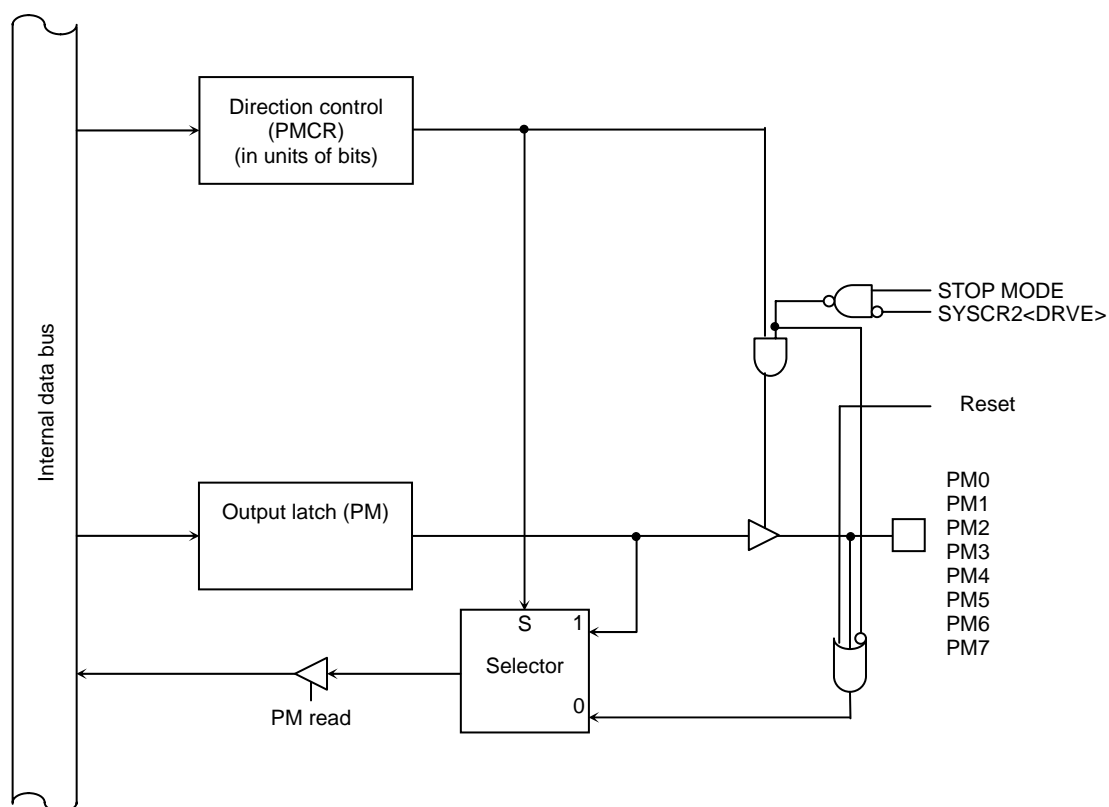 Internal data bus
Direction control
(PMCR)
(in units of bits)
STOP MODE
SYSCR2<DRVE>
Reset
Output latch (PM)
PM0
PM1
PM2
PM3
PM4
PM5
PM6
PM7
S
1
Selector
0
PM read